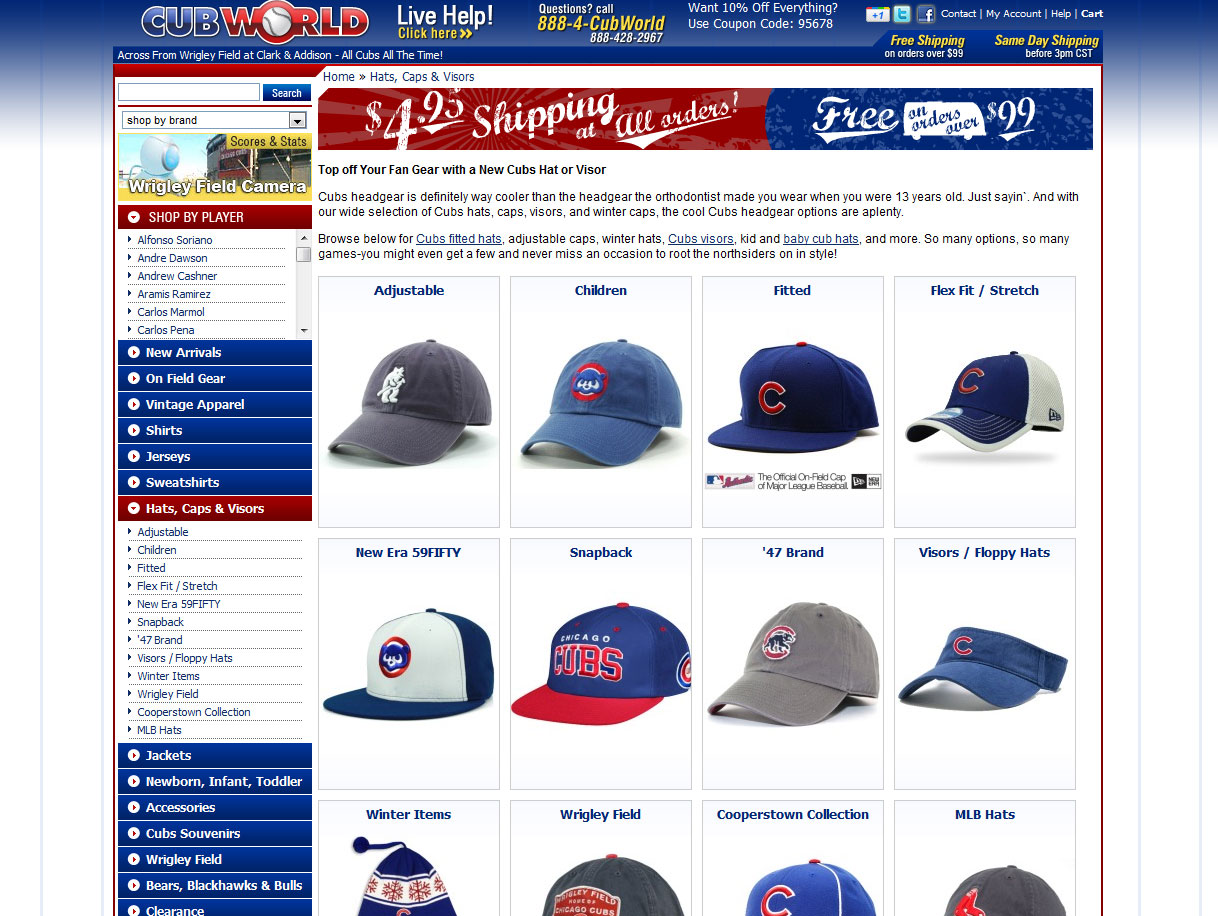 CUBWORLD
Live Help!
Click here
Questions? call
888-4-CubWorld
888-428-2967
Want 10% Off Everything?
Use Coupon Code: 95678
+1
Contact | My Account | Help | Cart
Free Shipping
on orders over $99
Same Day Shipping
before 3pm CST
Across From Wrigley Field at Clark & Addison - All Cubs All The Time!
Search
shop by brand
Scores & Stats
Wrigley Field Camera
SHOP BY PLAYER
Alfonso Soriano
Andre Dawson
Andrew Cashner
Aramis Ramirez
Carlos Marmol
Carlos Pena
New Arrivals
On Field Gear
Vintage Apparel
Shirts
Jerseys
Sweatshirts
Hats, Caps & Visors
Adjustable
Children
Fitted
Flex Fit / Stretch
New Era 59FIFTY
Snapback
'47 Brand
Visors / Floppy Hats
Winter Items
Wrigley Field
Cooperstown Collection
MLB Hats
Jackets
Newborn, Infant, Toddler
Accessories
Cubs Souvenirs
Wrigley Field
Bears, Blackhawks & Bulls
Clearance
Home » Hats, Caps & Visors
$4.95 Shipping at All orders!
Free on orders over $99
Top off Your Fan Gear with a New Cubs Hat or Visor
Cubs headgear is definitely way cooler than the headgear the orthodontist made you wear when you were 13 years old. Just sayin`. And with
our wide selection of Cubs hats, caps, visors, and winter caps, the cool Cubs headgear options are aplenty.
Browse below for Cubs fitted hats, adjustable caps, winter hats, Cubs visors, kid and baby cub hats, and more. So many options, so many
games-you might even get a few and never miss an occasion to root the northsiders on in style!
Adjustable
Children
Fitted
C
Authentic
The Official On-Field Cap
of Major League Baseball.
NEW ERA
Flex Fit / Stretch
C
New Era 59FIFTY
Snapback
CHICAGO
CUBS
'47 Brand
Visors / Floppy Hats
C
Winter Items
C
Wrigley Field
WRIGLEY FIELD
HOME OF
CHICAGO CUBS
Cooperstown Collection
C
MLB Hats